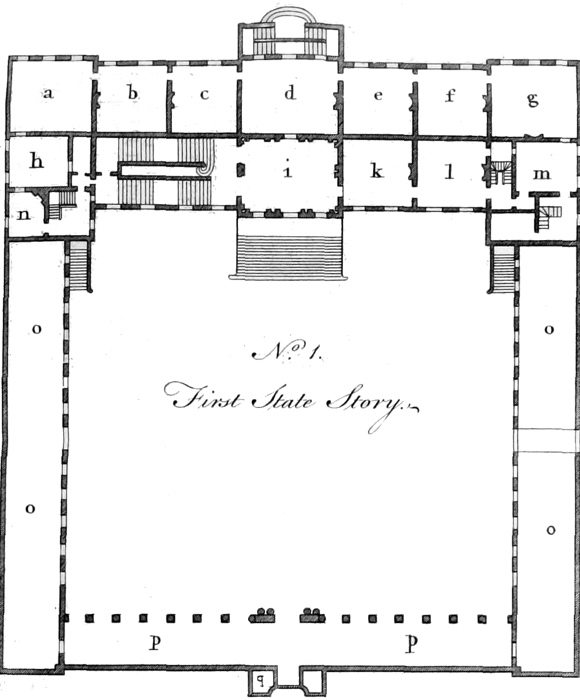 a b c d e f g
h i k l m
n
o o
Nº. 1.
First State Story.
o o
p p
q